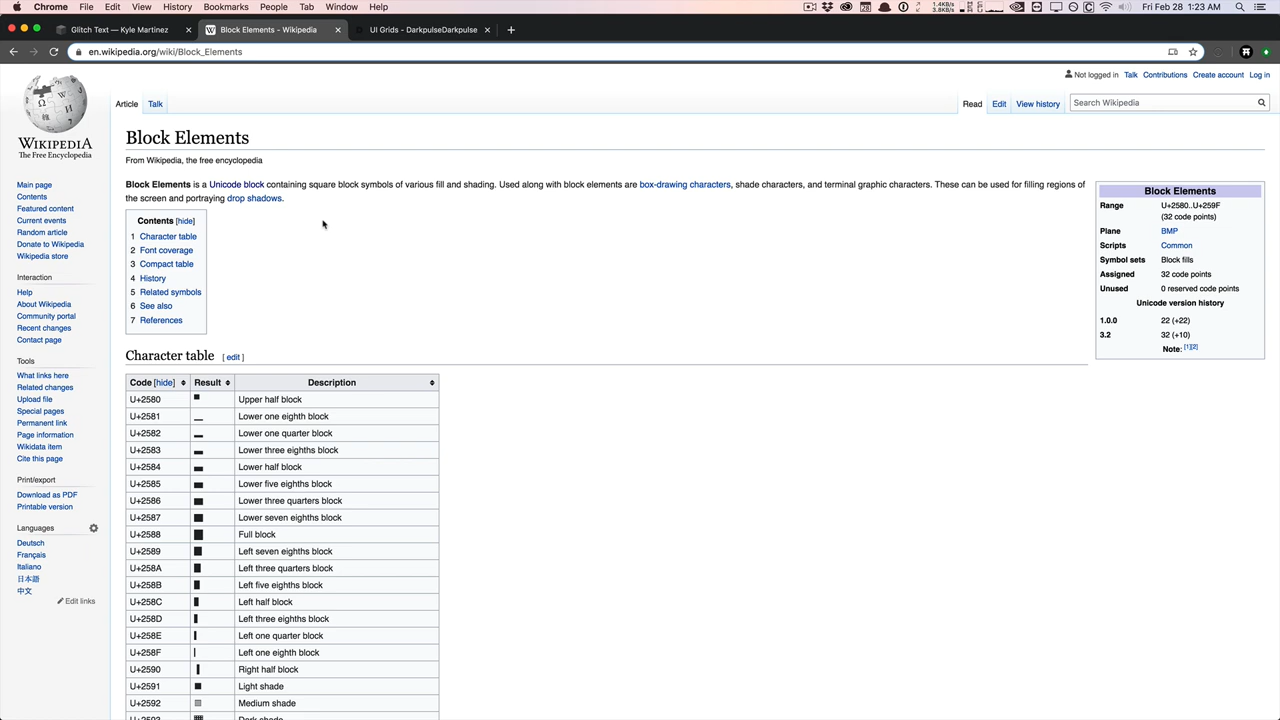 Chrome File Edit View History Bookmarks People Tab Window Help
1.4KB/s
3.8KB/s
Fri Feb 28 1:23 AM
Glitch Text — Kyle Martinez
Block Elements - Wikipedia
UI Grids - DarkpulseDarkpulse
en.wikipedia.org/wiki/Block_Elements
Not logged in Talk Contributions Create account Log in
Article Talk
Read Edit View history
Search Wikipedia
WIKIPEDIA
The Free Encyclopedia
Main page
Contents
Featured content
Current events
Random article
Donate to Wikipedia
Wikipedia store
Interaction
Help
About Wikipedia
Community portal
Recent changes
Contact page
Tools
What links here
Related changes
Upload file
Special pages
Permanent link
Page information
Wikidata item
Cite this page
Print/export
Download as PDF
Printable version
Languages
Deutsch
Français
Italiano
日本語
中文
Edit links
Block Elements
From Wikipedia, the free encyclopedia
Block Elements is a Unicode block containing square block symbols of various fill and shading. Used along with block elements are box-drawing characters, shade characters, and terminal graphic characters. These can be used for filling regions of
the screen and portraying drop shadows.
Contents [hide]
1 Character table
2 Font coverage
3 Compact table
4 History
5 Related symbols
6 See also
7 References
Block Elements
Range U+2580..U+259F
(32 code points)
Plane BMP
Scripts Common
Symbol sets Block fills
Assigned 32 code points
Unused 0 reserved code points
Unicode version history
1.0.0 22 (+22)
3.2 32 (+10)
Note: [1][2]
Character table [ edit ]
Code [hide] Result Description
U+2580 ▀ Upper half block
U+2581 ▁ Lower one eighth block
U+2582 ▂ Lower one quarter block
U+2583 ▃ Lower three eighths block
U+2584 ▄ Lower half block
U+2585 ▅ Lower five eighths block
U+2586 ▆ Lower three quarters block
U+2587 ▇ Lower seven eighths block
U+2588 █ Full block
U+2589 ▉ Left seven eighths block
U+258A ▊ Left three quarters block
U+258B ▋ Left five eighths block
U+258C ▌ Left half block
U+258D ▍ Left three eighths block
U+258E ▎ Left one quarter block
U+258F ▏ Left one eighth block
U+2590 ▐ Right half block
U+2591 ░ Light shade
U+2592 ▒ Medium shade
U+2593 ▓ Dark shade